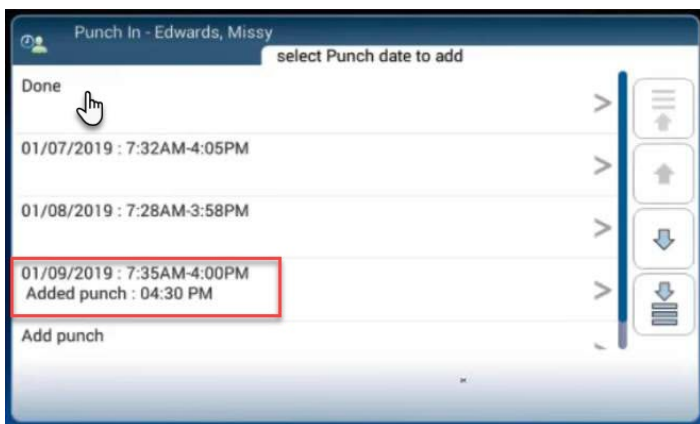 Punch In - Edwards, Missy
select Punch date to add
Done
01/07/2019 : 7:32AM-4:05PM
01/08/2019 : 7:28AM-3:58PM
01/09/2019 : 7:35AM-4:00PM
Added punch : 04:30 PM
Add punch